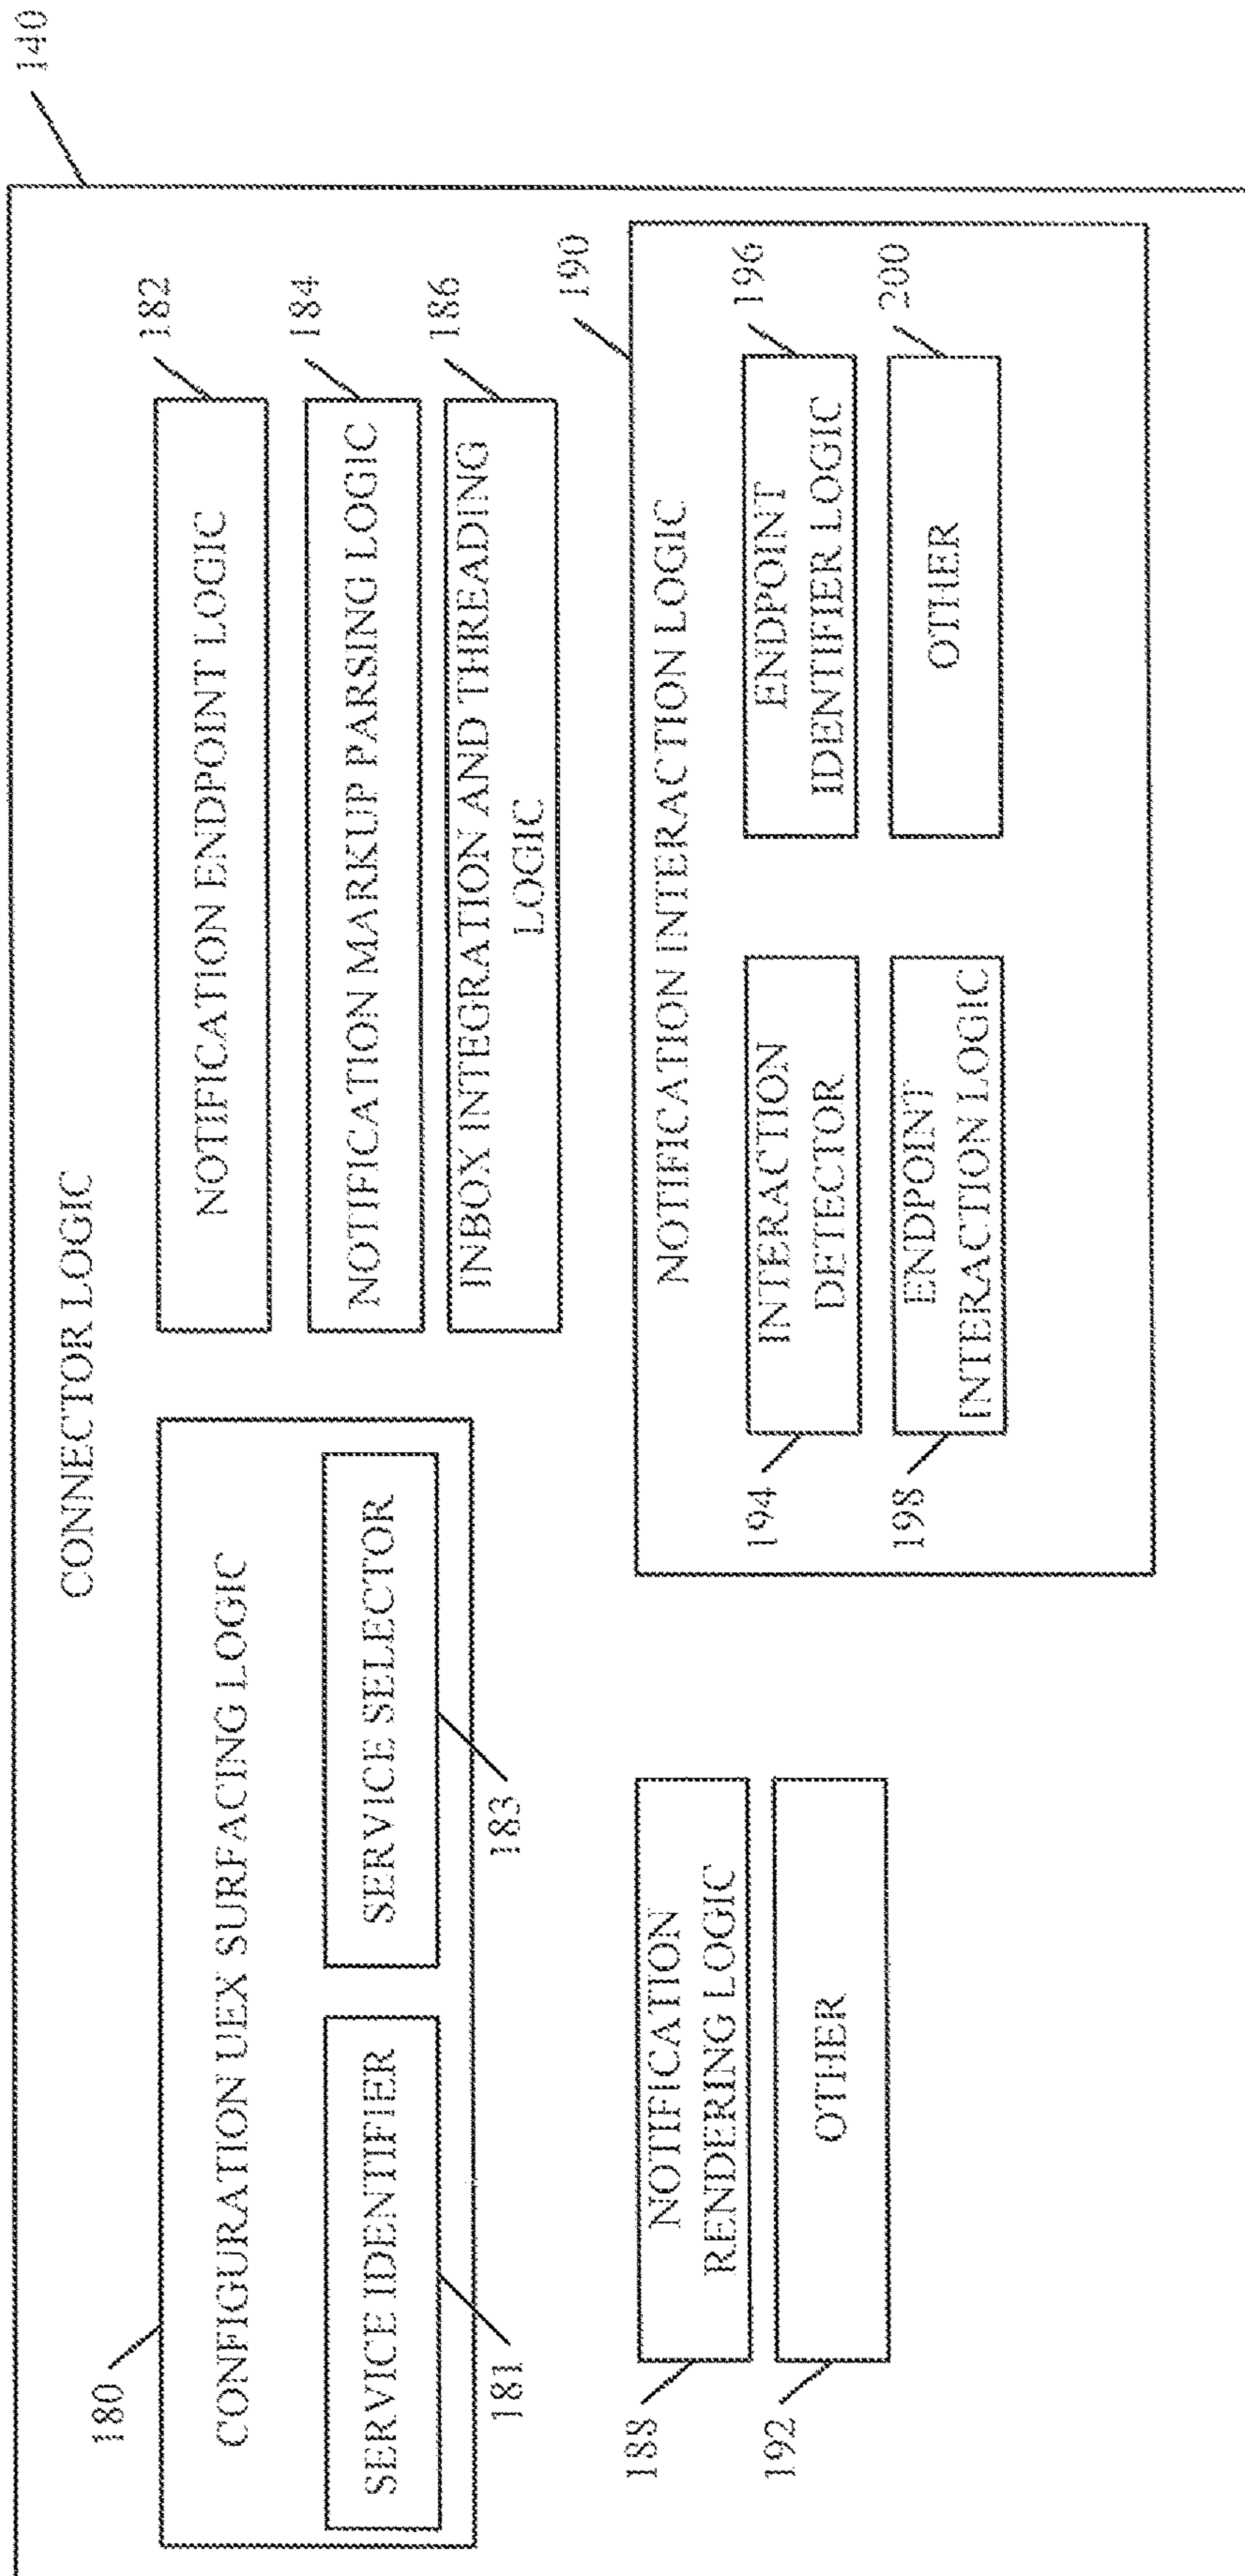 140
CONNECTOR LOGIC
180
CONFIGURATION UEX SURFACING LOGIC
SERVICE IDENTIFIER
SERVICE SELECTOR
181
183
NOTIFICATION ENDPOINT LOGIC
182
NOTIFICATION MARKUP PARSING LOGIC
184
INBOX INTEGRATION AND THREADING
LOGIC
186
188
NOTIFICATION
RENDERING LOGIC
192
OTHER
190
NOTIFICATION INTERACTION LOGIC
194
INTERACTION
DETECTOR
ENDPOINT
IDENTIFIER LOGIC
196
198
ENDPOINT
INTERACTION LOGIC
OTHER
200